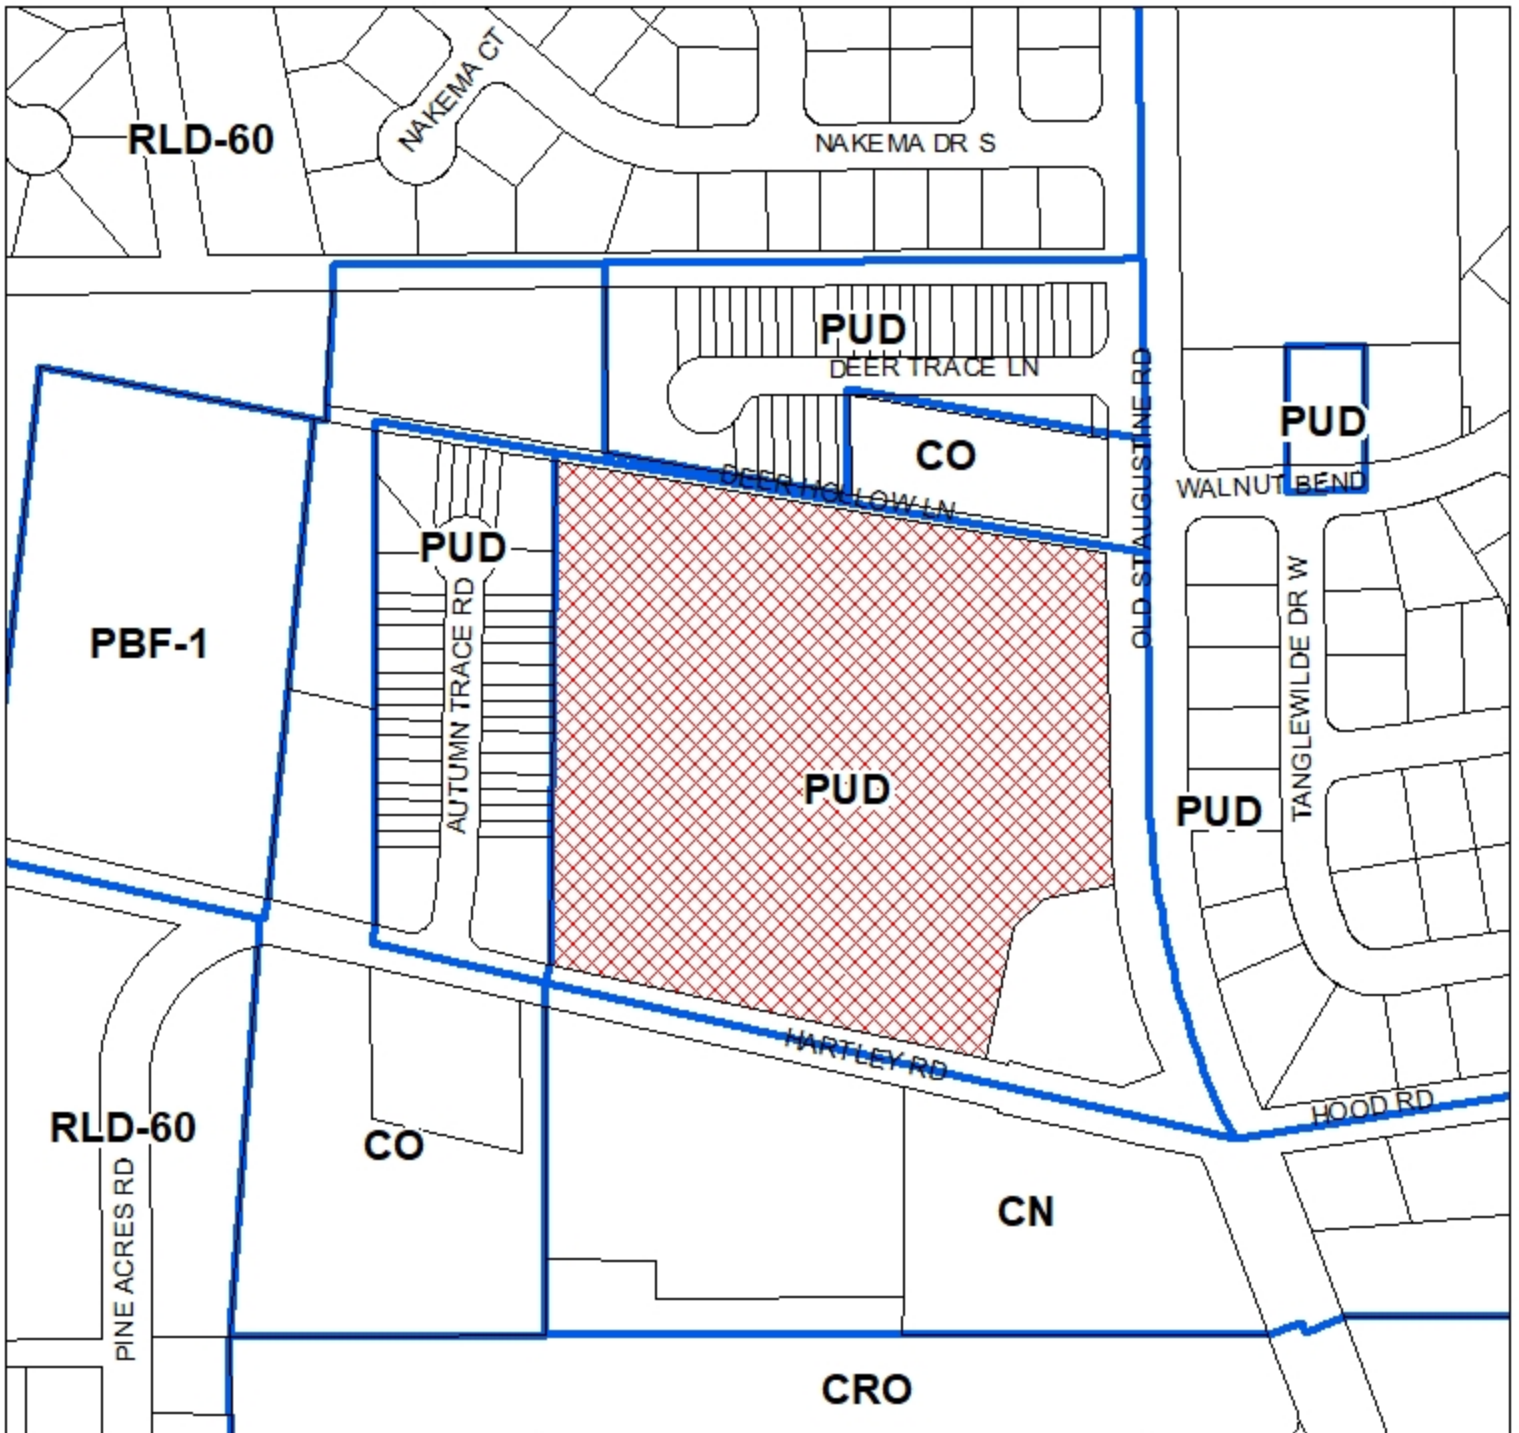 NAKEMA CT
RLD-60
NAKEMA DR S
PUD
DEER TRACE LN
PUD
CO
DEER HOLLOW LN
WALNUT BEND
OLD ST AUGUSTINE RD
PUD
PBF-1
AUTUMN TRACE RD
TANGLEWILDE DR W
PUD
PUD
HARTLEY RD
HOOD RD
RLD-60
CO
PINE ACRES RD
CN
CRO